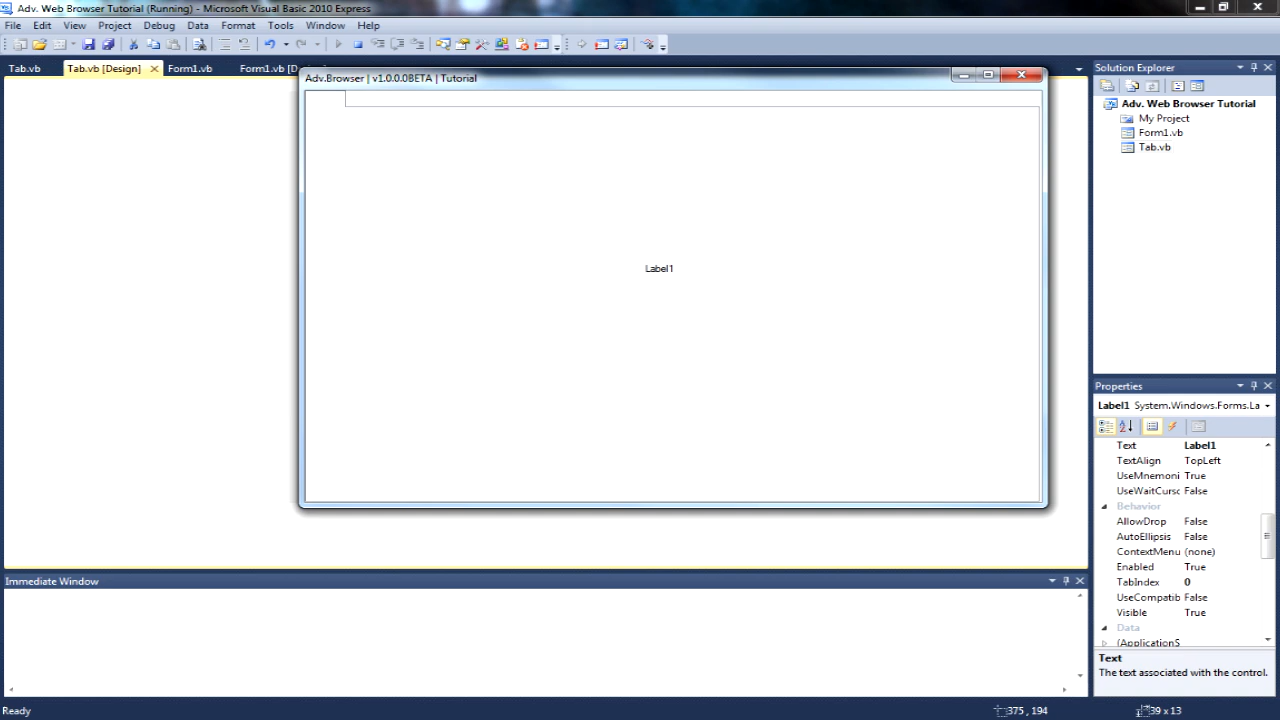 Adv. Web Browser Tutorial (Running) - Microsoft Visual Basic 2010 Express
File Edit View Project Debug Data Format Tools Window Help
Tab.vb Tab.vb [Design] Form1.vb Form1.vb [D
Adv.Browser | v1.0.0.0BETA | Tutorial
Label1
Solution Explorer
Adv. Web Browser Tutorial
My Project
Form1.vb
Tab.vb
Properties
Label1 System.Windows.Forms.La
Text Label1
TextAlign TopLeft
UseMnemoni True
UseWaitCurso False
Behavior
AllowDrop False
AutoEllipsis False
ContextMenu (none)
Enabled True
TabIndex 0
UseCompatib False
Visible True
Data
(ApplicationS
Text
The text associated with the control.
Immediate Window
Ready
375 , 194
39 x 13